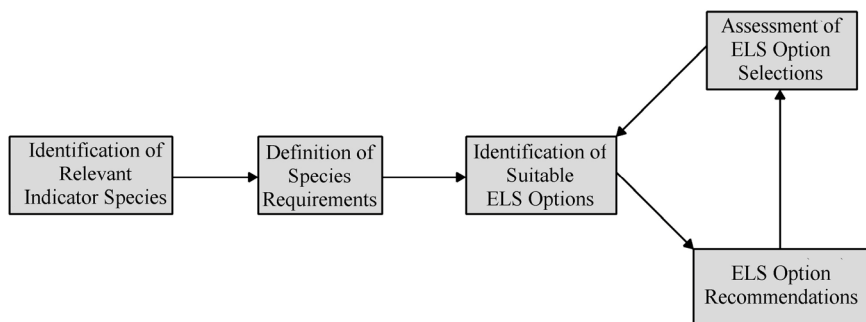 Identification of
Relevant
Indicator Species
Definition of
Species
Requirements
Identification of
Suitable
ELS Options
Assessment of
ELS Option
Selections
ELS Option
Recommendations